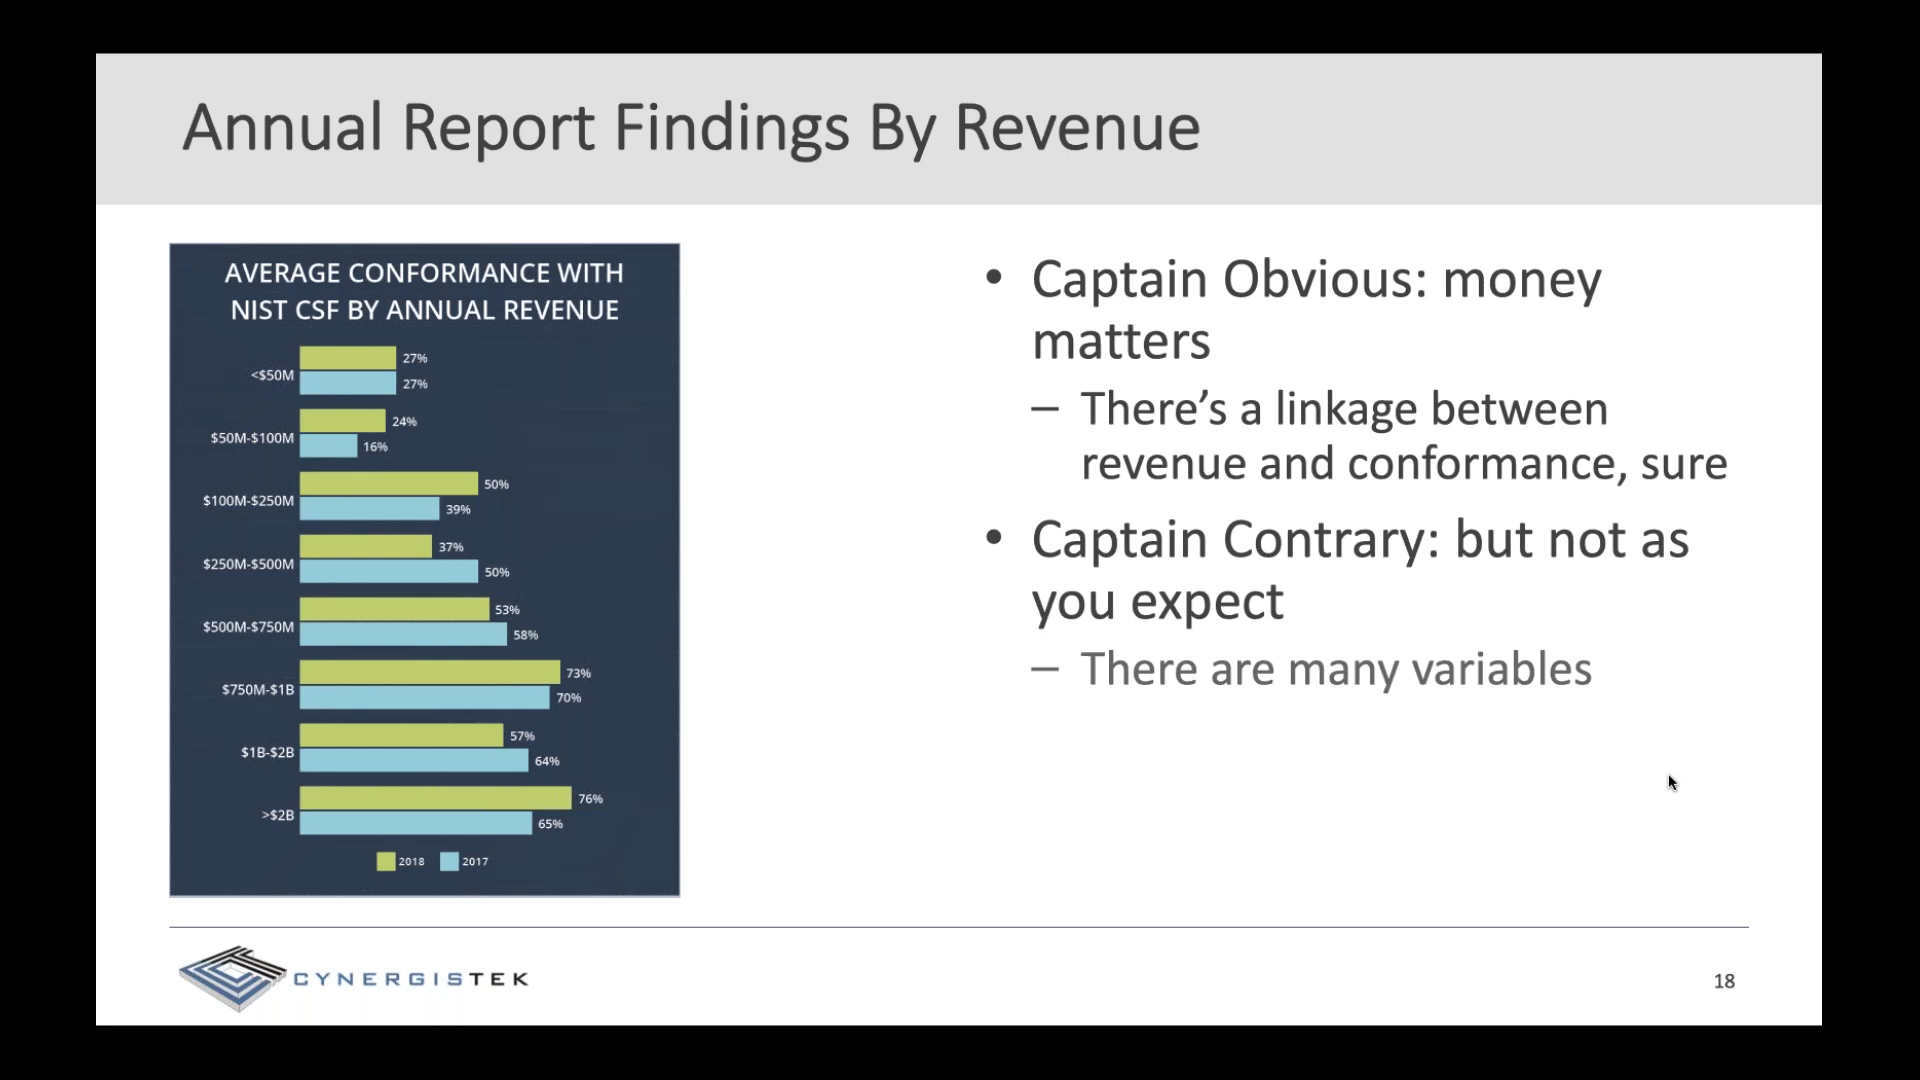 Annual Report Findings By Revenue
AVERAGE CONFORMANCE WITH
NIST CSF BY ANNUAL REVENUE
<$50M
27%
27%
$50M-$100M
24%
16%
$100M-$250M
50%
39%
$250M-$500M
37%
50%
$500M-$750M
53%
58%
$750M-$1B
73%
70%
$1B-$2B
57%
64%
>$2B
76%
65%
2018 2017
• Captain Obvious: money
matters
– There’s a linkage between
revenue and conformance, sure
• Captain Contrary: but not as
you expect
– There are many variables
CYNERGISTEK
18